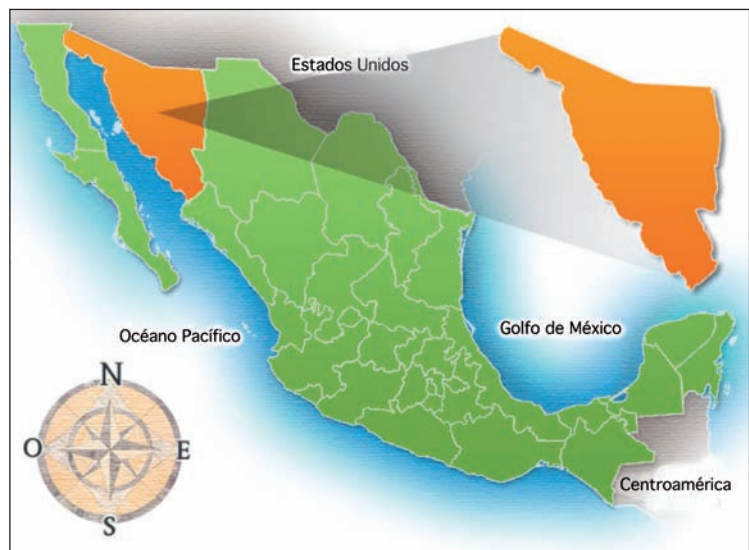 Estados Unidos
Golfo de México
Océano Pacífico
N
O
E
S
Centroamérica